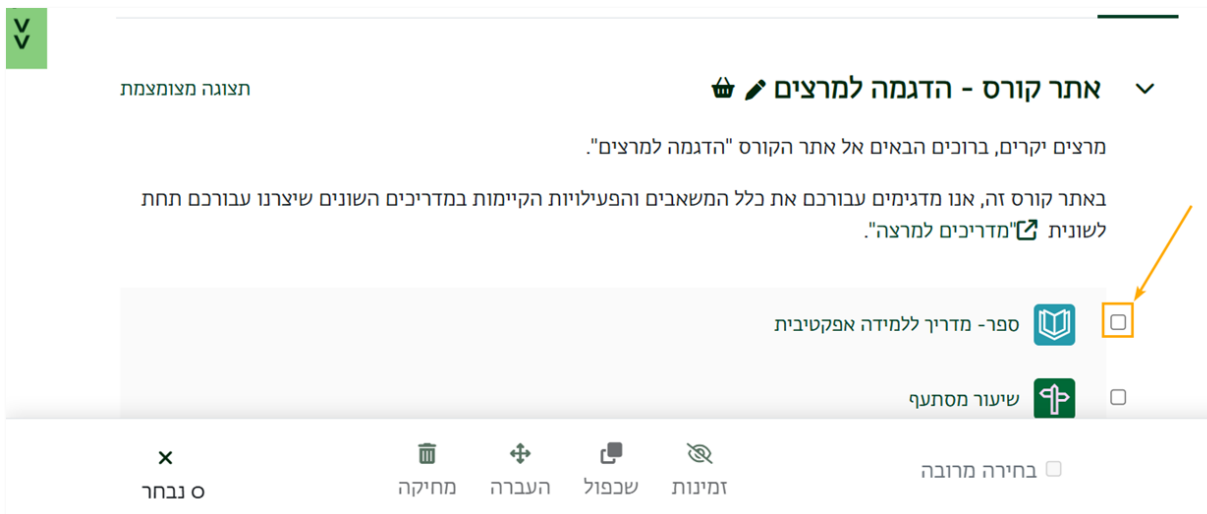 אתר קורס - הדגמה למרצים
תצוגה מצומצמת
מרצים יקרים, ברוכים הבאים אל אתר הקורס "הדגמה למרצים".
באתר קורס זה, אנו מדגימים עבורכם את כלל המשאבים והפעילויות הקיימות במדריכים השונים שיצרנו עבורכם תחת
לשונית "מדריכים למרצה".
ספר- מדריך ללמידה אפקטיבית
שיעור מסתעף
בחירה מרובה
זמינות
שכפול
העברה
מחיקה
0 נבחר